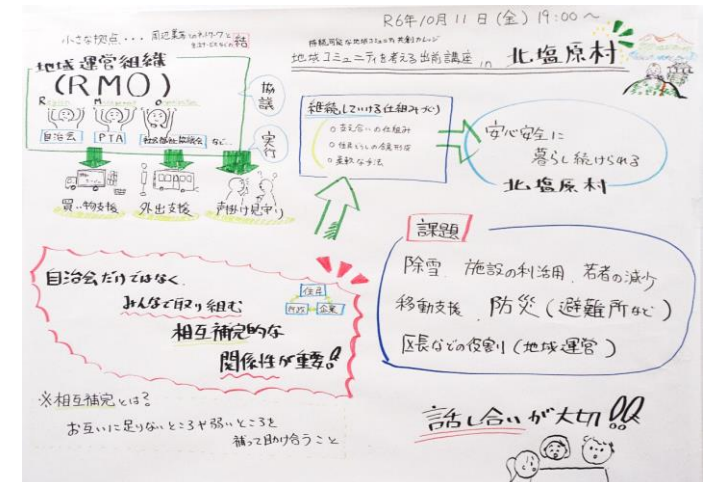 R6年10月11日(金) 19:00～
持続可能な地域コミュニティ共創カレッジ
地域コミュニティを考える出前講座 in 北塩原村
小さな拠点・・・
地域運営組織
(RMO)
Region Management Organization
自治会 PTA 社会福祉協議会 など…
協議
実行
買い物支援 外出支援 声掛け見守り
継続していける仕組みづくり
○支え合いの仕組み
○柔軟な手法
安心安全に
暮らし続けられる
北塩原村
自治会だけではなく、
みんなで取り組む
相互補完的な
関係性が重要!!
住民
行政 企業
※相互補完とは?
お互いに足りないところや弱いところを
補って助け合うこと
課題
除雪 施設の利活用、若者の減少
移動支援、防災(避難所など)
区長などの役割(地域運営)
話し合いが大切!!